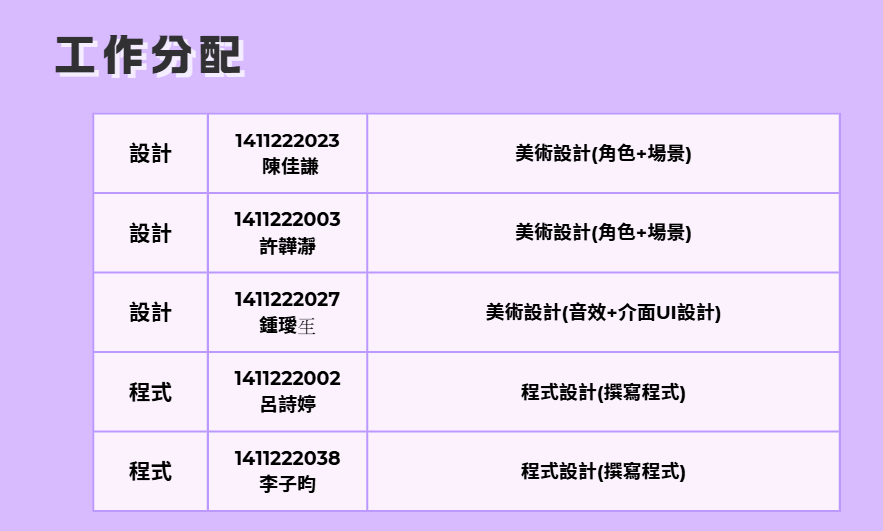 工作分配
設計
1411222023
陳佳謙
美術設計(角色+場景)
設計
1411222003
許韡瀞
美術設計(角色+場景)
設計
1411222027
鍾璦玍
美術設計(音效+介面UI設計)
程式
1411222002
呂詩婷
程式設計(撰寫程式)
程式
1411222038
李子昀
程式設計(撰寫程式)